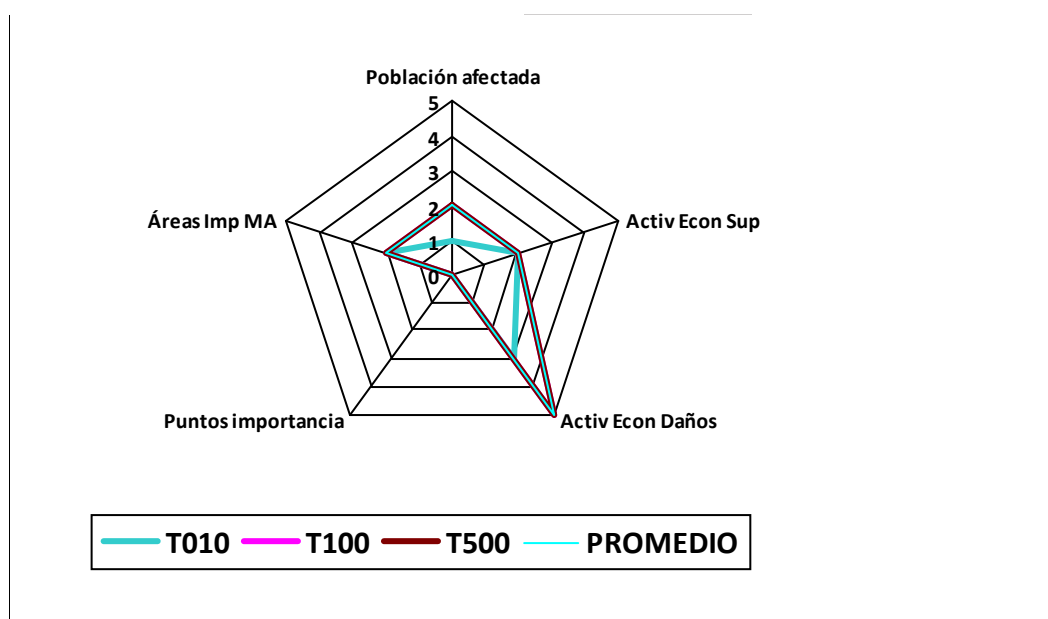 Población afectada
5
4
3
2
1
0
Áreas Imp MA
Activ Econ Sup
Puntos importancia
Activ Econ Daños
T010 T100 T500 PROMEDIO